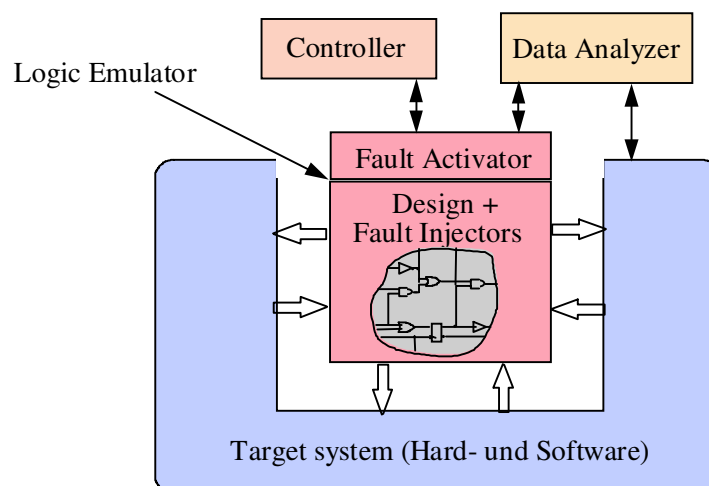 Controller
Data Analyzer
Logic Emulator
Fault Activator
Design +
Fault Injectors
Target system (Hard- und Software)